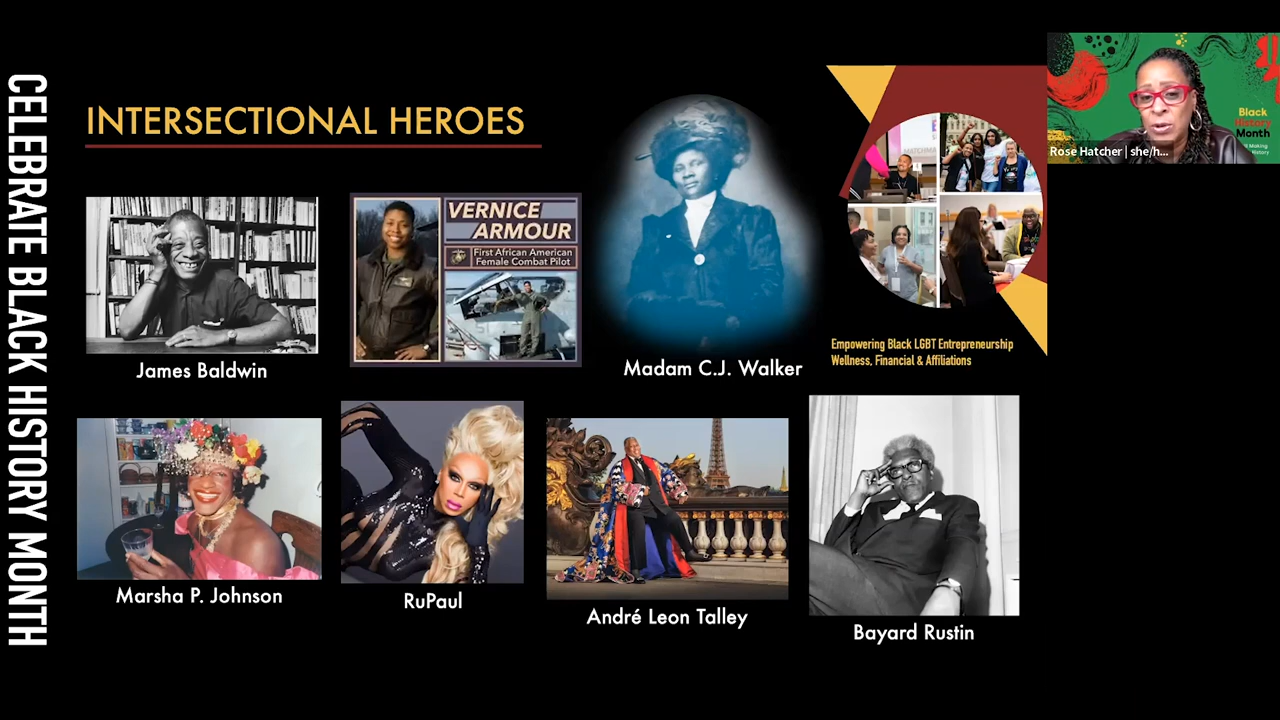 CELEBRATE BLACK HISTORY MONTH
INTERSECTIONAL HEROES
James Baldwin
VERNICE
ARMOUR
First African American
Female Combat Pilot
Madam C.J. Walker
Empowering Black LGBT Entrepreneurship
Wellness, Financial & Affiliations
Marsha P. Johnson
RuPaul
André Leon Talley
Bayard Rustin
Black
History
Month
Making
History
Rose Hatcher | she/h...